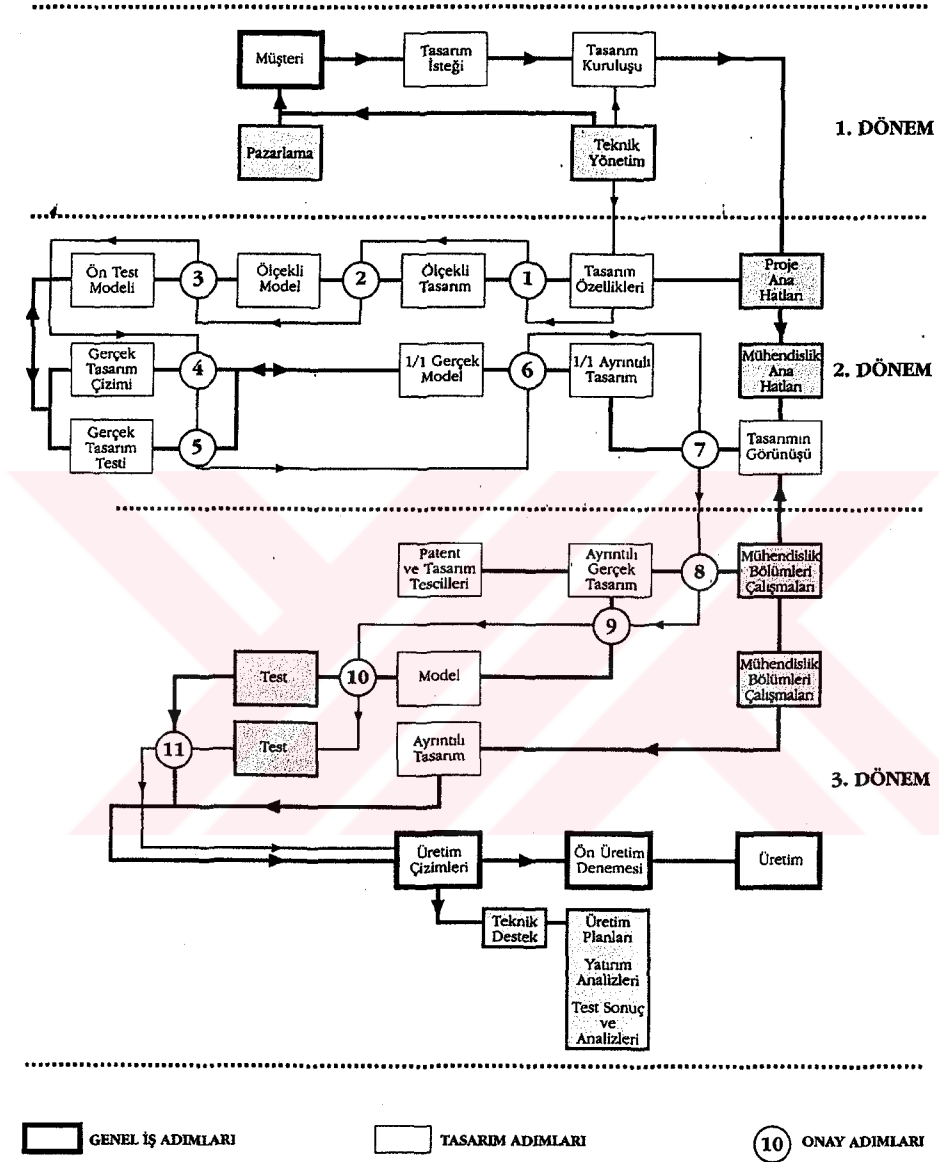 Müşteri
Tasarım
İsteği
Tasarım
Kuruluşu
Pazarlama
Teknik
Yönetim
1. DÖNEM
Ön Test
Modeli
3
Ölçekli
Model
2
Ölçekli
Tasarım
1
Tasarım
Özellikleri
Proje
Ana
Hatları
Gerçek
Tasarım
Çizimi
4
1/1 Gerçek
Model
6
1/1 Ayrıntılı
Tasarım
Mühendislik
Ana
Hatları
2. DÖNEM
Gerçek
Tasarım
Testi
5
7
Tasarımın
Görünüşü
Patent
ve Tasarım
Tescilleri
Ayrıntılı
Gerçek
Tasarım
8
Mühendislik
Bölümleri
Çalışmaları
9
Test
10
Model
Mühendislik
Bölümleri
Çalışmaları
11
Test
Ayrıntılı
Tasarım
3. DÖNEM
Üretim
Çizimleri
Ön Üretim
Denemesi
Üretim
Teknik
Destek
Üretim
Planları
Yatırım
Analizleri
Test Sonuç
ve
Analizleri
GENEL İŞ ADIMLARI
TASARIM ADIMLARI
10 ONAY ADIMLARI